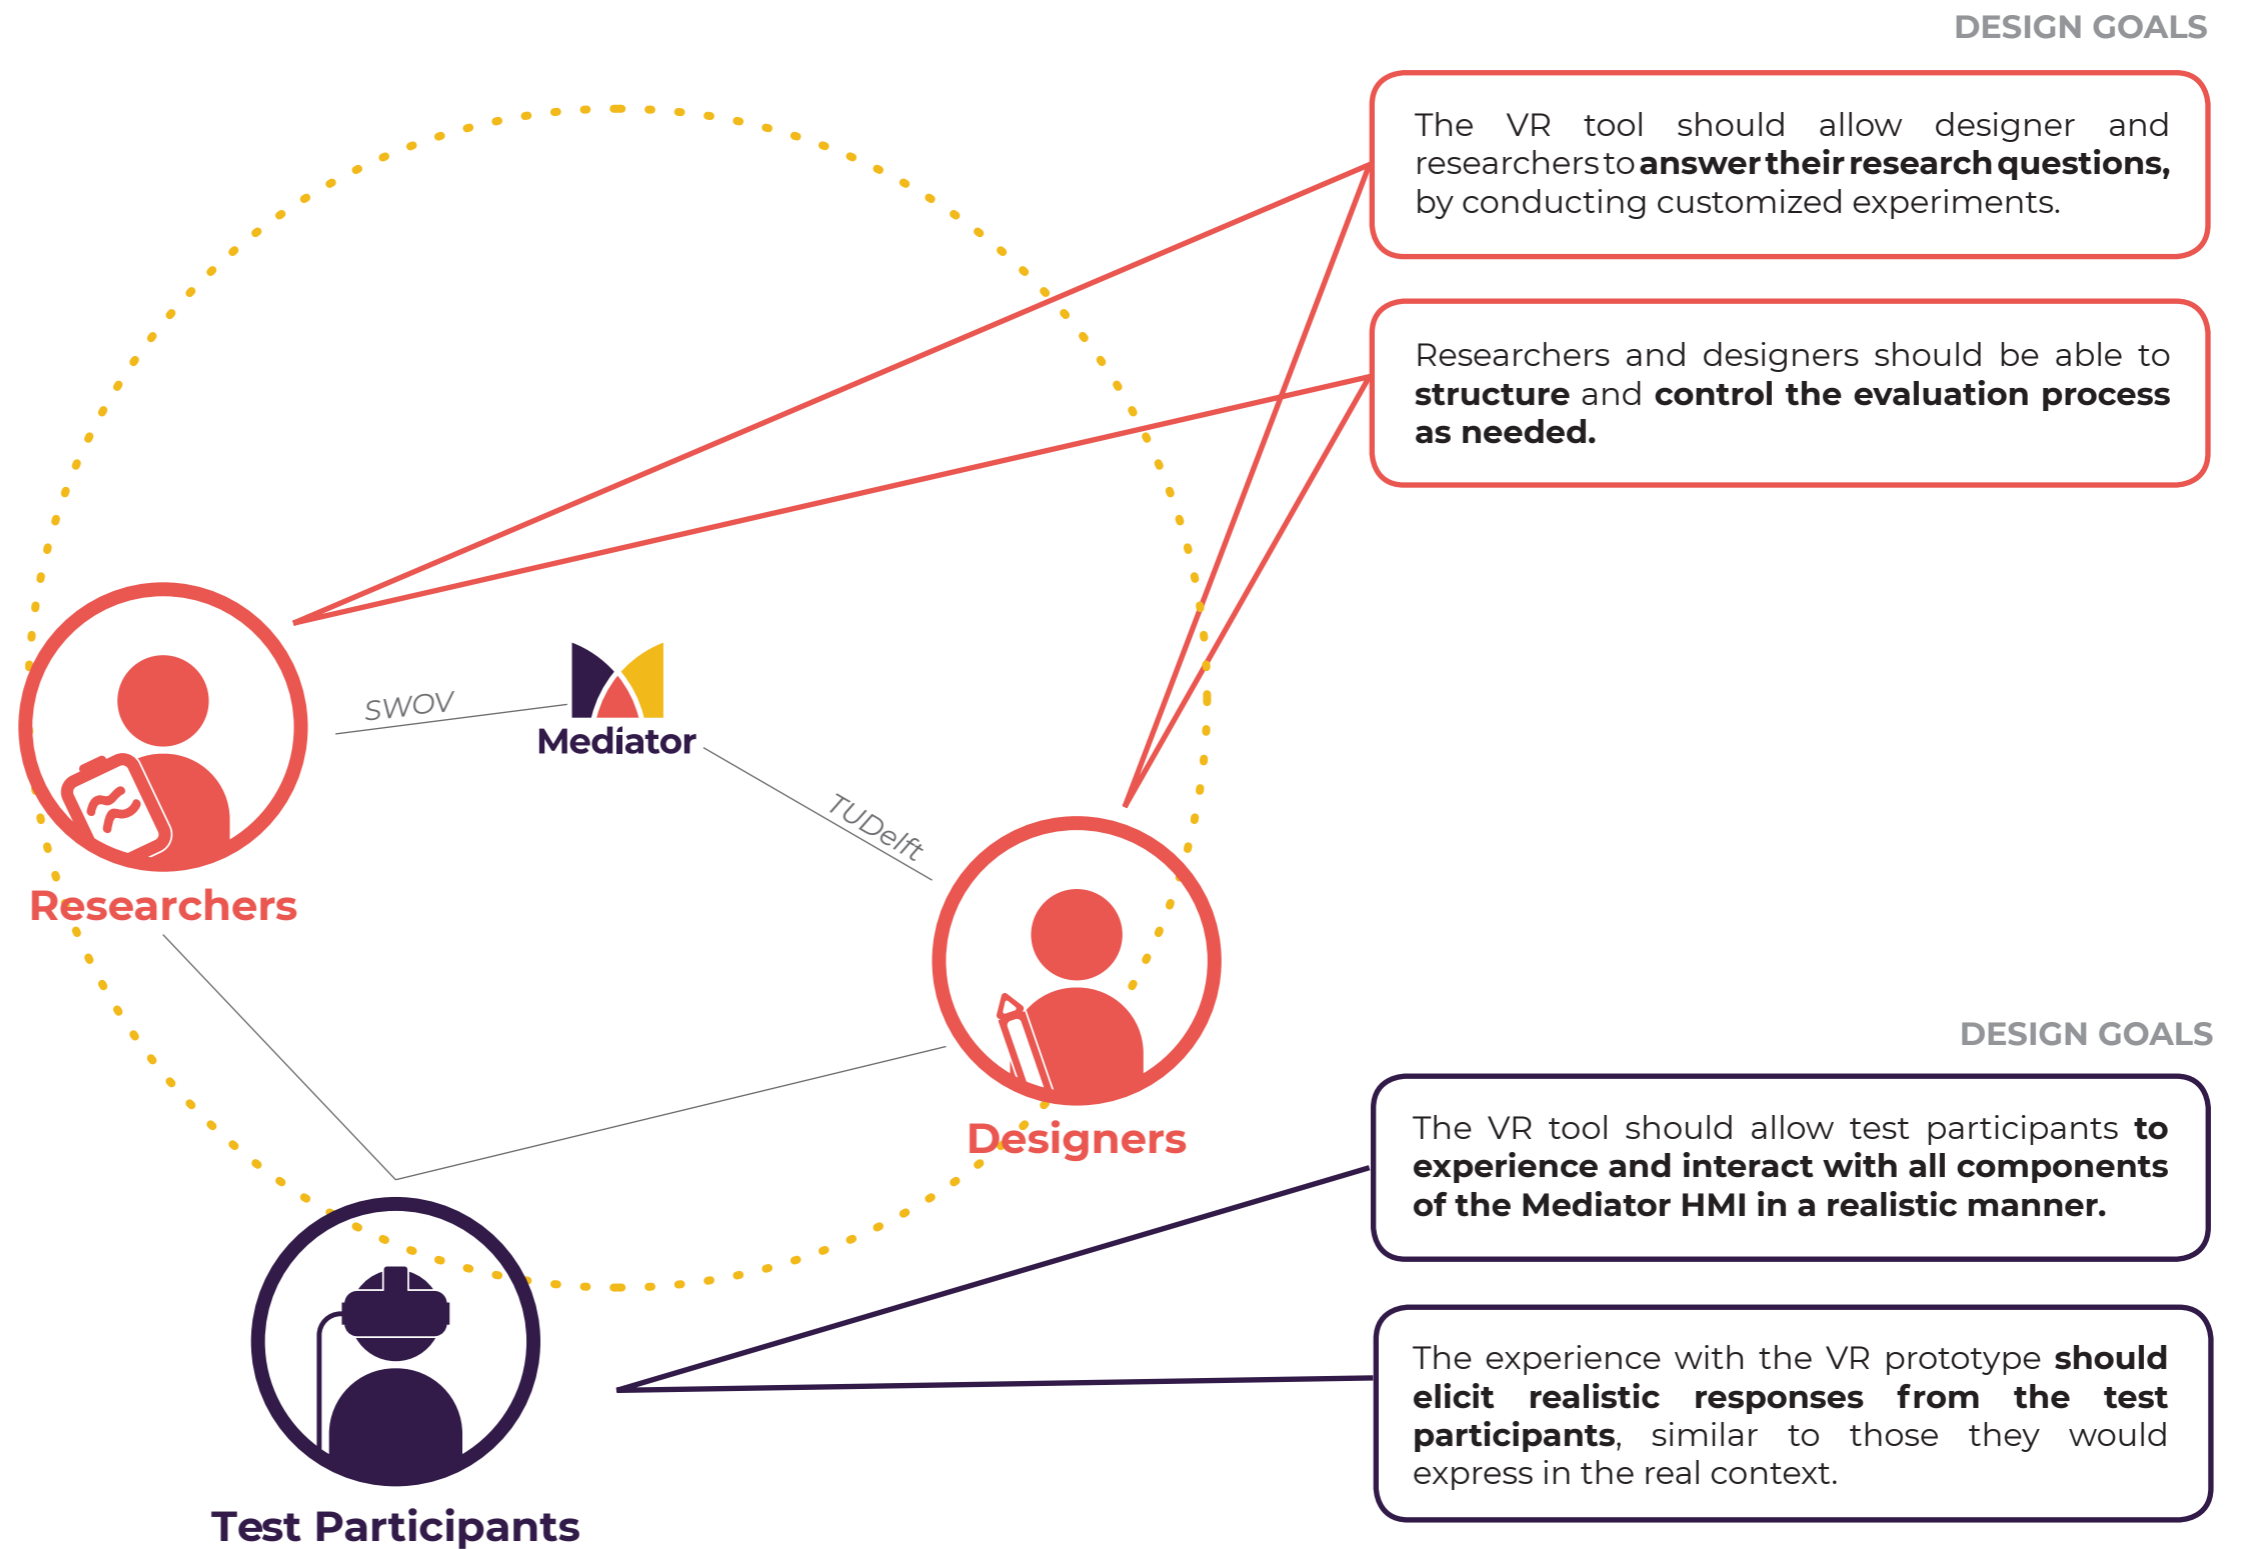 DESIGN GOALS
The VR tool should allow designer and
researchers to answer their research questions,
by conducting customized experiments.
Researchers and designers should be able to
structure and control the evaluation process
as needed.
SWOV
Mediator
TUDelft
Researchers
Designers
DESIGN GOALS
The VR tool should allow test participants to
experience and interact with all components
of the Mediator HMI in a realistic manner.
The experience with the VR prototype should
elicit realistic responses from the test
participants, similar to those they would
express in the real context.
Test Participants